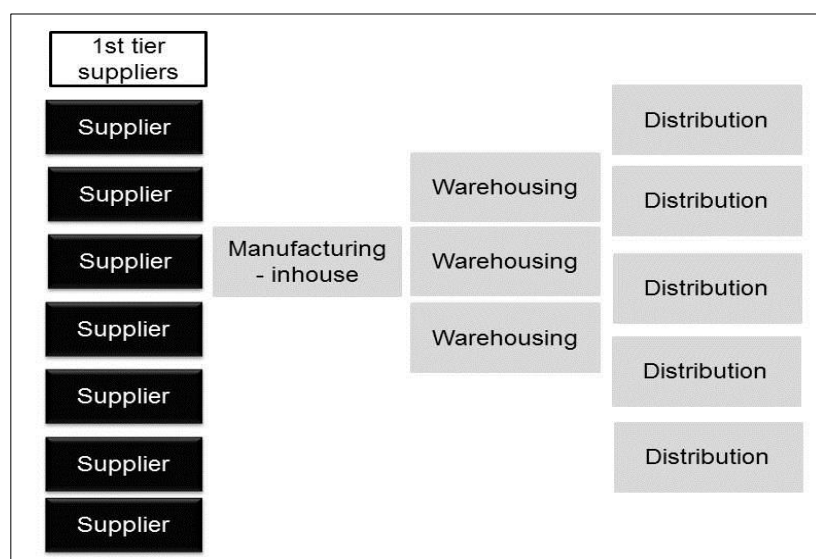 1st tier
suppliers
Supplier
Supplier
Supplier
Supplier
Supplier
Supplier
Supplier
Manufacturing
- inhouse
Warehousing
Warehousing
Warehousing
Distribution
Distribution
Distribution
Distribution
Distribution